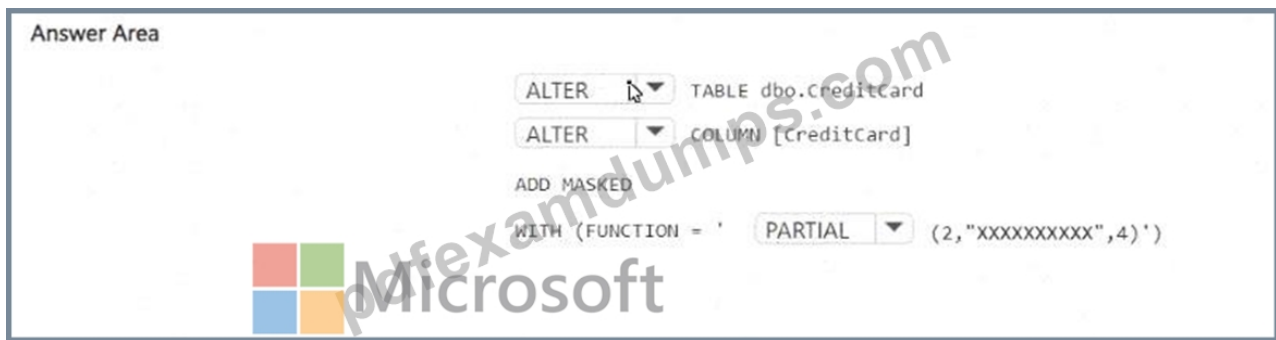 Answer Area
ALTER TABLE dbo.CreditCard
ALTER COLUMN [CreditCard]
ADD MASKED
WITH (FUNCTION = ' PARTIAL (2,"XXXXXXXXXX",4)')
Microsoft
pdfexamdumps.com